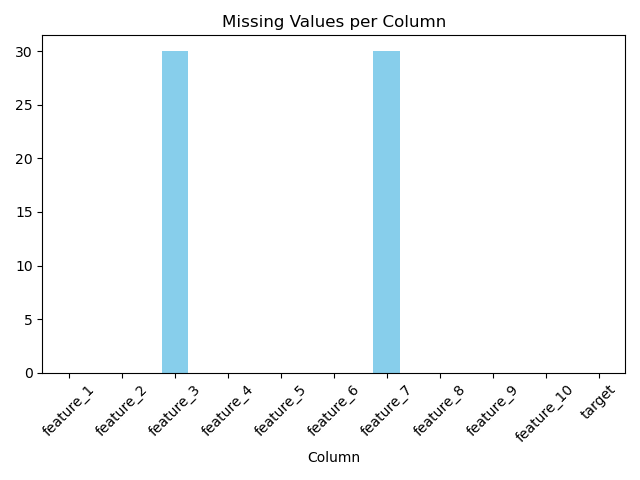 Missing Values per Column
30
25
20
15
10
5
0
feature_1
feature_2
feature_3
feature_4
feature_5
feature_6
feature_7
feature_8
feature_9
feature_10
target
Column